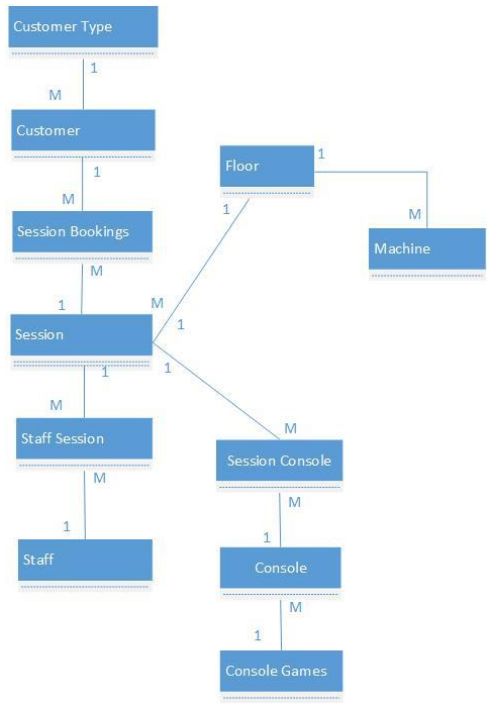 Customer Type
1
M
Customer
1
Floor
1
M
1
M
Session Bookings
M
Machine
1
M
Session
1
1
1
M
M
Staff Session
Session Console
M
M
1
1
Staff
Console
M
1
Console Games